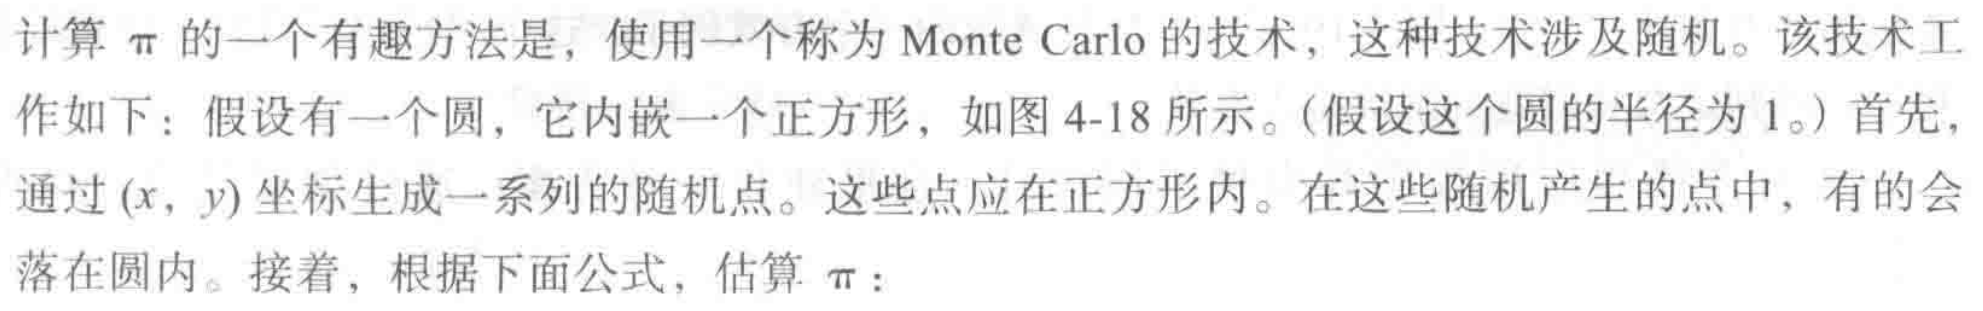 计算 π 的一个有趣方法是，使用一个称为 Monte Carlo 的技术，这种技术涉及随机。该技术工
作如下：假设有一个圆，它内嵌一个正方形，如图 4-18 所示。（假设这个圆的半径为 1。）首先，
通过 (x，y) 坐标生成一系列的随机点。这些点应在正方形内。在这些随机产生的点中，有的会
落在圆内。接着，根据下面公式，估算 π：